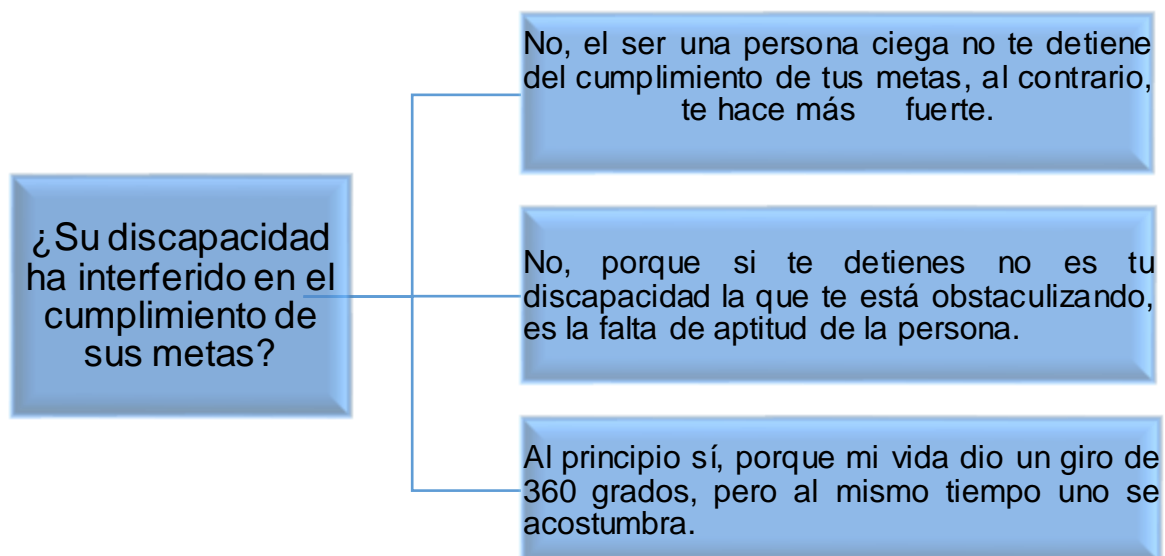 ¿Su discapacidad
ha interferido en el
cumplimiento de
sus metas?
No, el ser una persona ciega no te detiene
del cumplimiento de tus metas, al contrario,
te hace más fuerte.
No, porque si te detienes no es tu
discapacidad la que te está obstaculizando,
es la falta de aptitud de la persona.
Al principio sí, porque mi vida dio un giro de
360 grados, pero al mismo tiempo uno se
acostumbra.